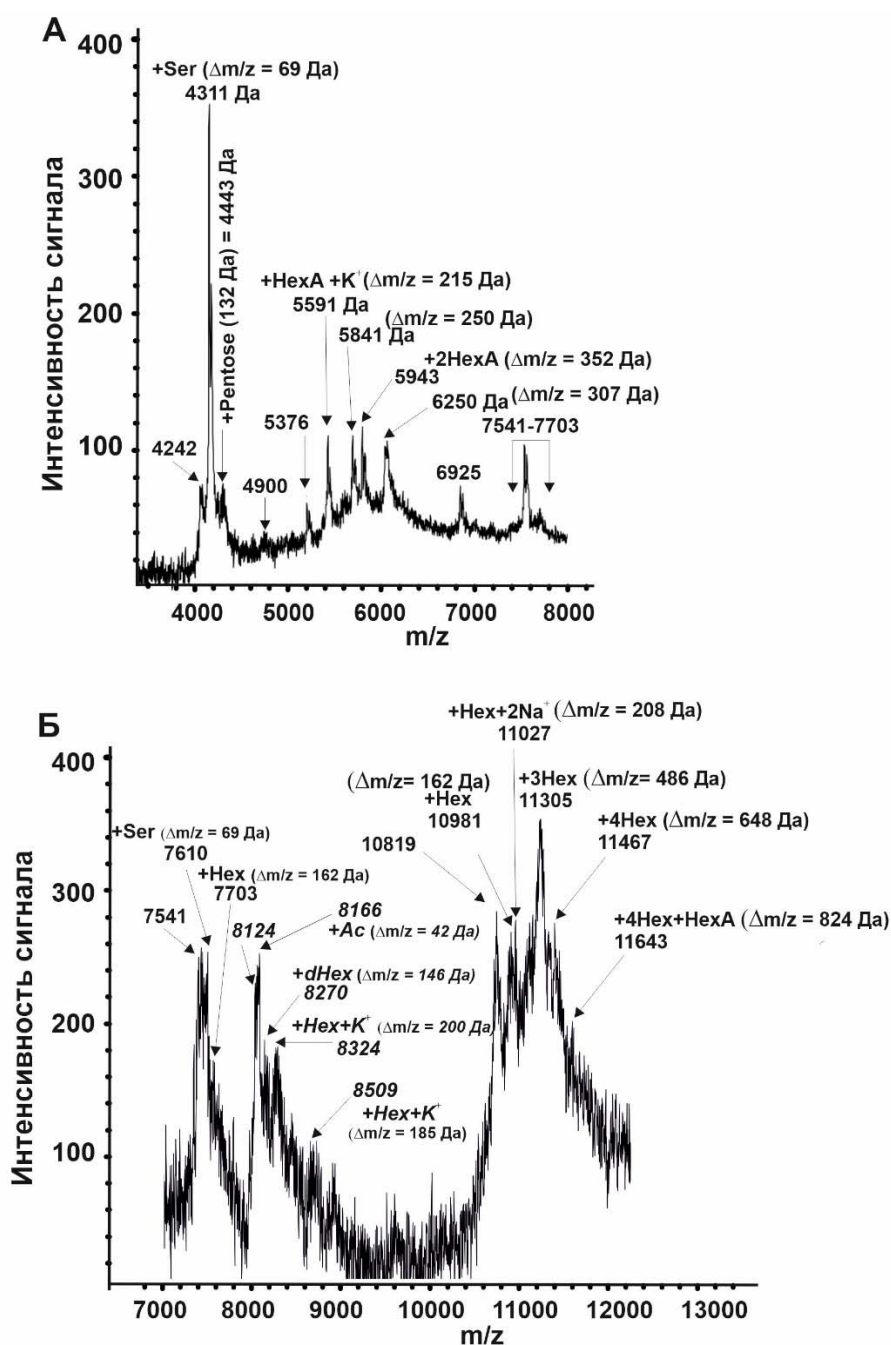 А
Интенсивность сигнала
400
300
200
100
+Ser (Δm/z = 69 Да)
4311 Да
+Pentose (132 Да) = 4443 Да
+HexA +K⁺(Δm/z = 215 Да)
5591 Да
(Δm/z = 250 Да)
5841 Да
+2HexA (Δm/z = 352 Да)
5943
6250 Да
(Δm/z = 307 Да)
7541-7703
4242
4900
5376
6925
4000 5000 6000 7000 8000
m/z
Б
Интенсивность сигнала
400
300
200
100
+Hex+2Na⁺ (Δm/z = 208 Да)
11027
(Δm/z= 162 Да)
+Hex
10981
+3Hex (Δm/z= 486 Да)
11305
+4Hex (Δm/z = 648 Да)
11467
10819
+4Hex+HexA (Δm/z = 824 Да)
11643
+Ser (Δm/z = 69 Да)
7610
+Hex (Δm/z = 162 Да)
7703
7541
8124
8166
+Ac (Δm/z = 42 Да)
+dHex (Δm/z = 146 Да)
8270
+Hex+K⁺ (Δm/z = 200 Да)
8324
8509
+Hex+K⁺
(Δm/z = 185 Да)
7000 8000 9000 10000 11000 12000 13000
m/z